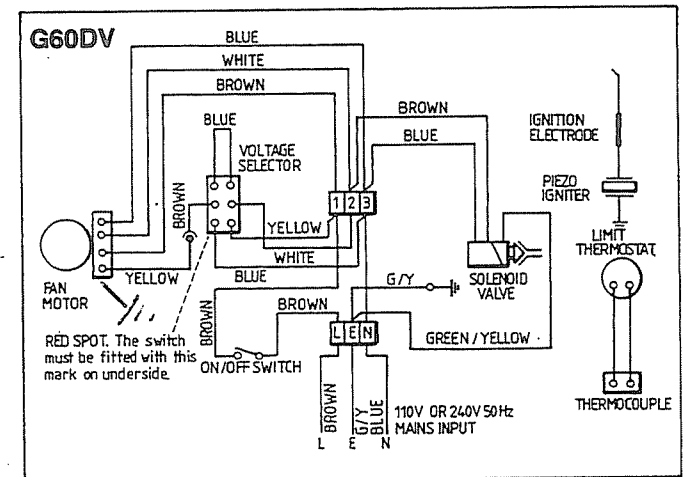 G60DV
BLUE
WHITE
BROWN
BLUE
VOLTAGE
SELECTOR
BROWN
BLUE
IGNITION
ELECTRODE
PIEZO
IGNITER
LIMIT
THERMOSTAT.
BROWN
1 2 3
YELLOW
WHITE
BLUE
YELLOW
FAN
MOTOR
G/Y
SOLENOID
VALVE
RED SPOT. The switch
must be fitted with this
mark on underside.
BROWN
BROWN
ON/OFF SWITCH
L E N
GREEN / YELLOW
THERMOCOUPLE
BROWN
G/Y
BLUE
110V OR 240V 50Hz
MAINS INPUT
L E N